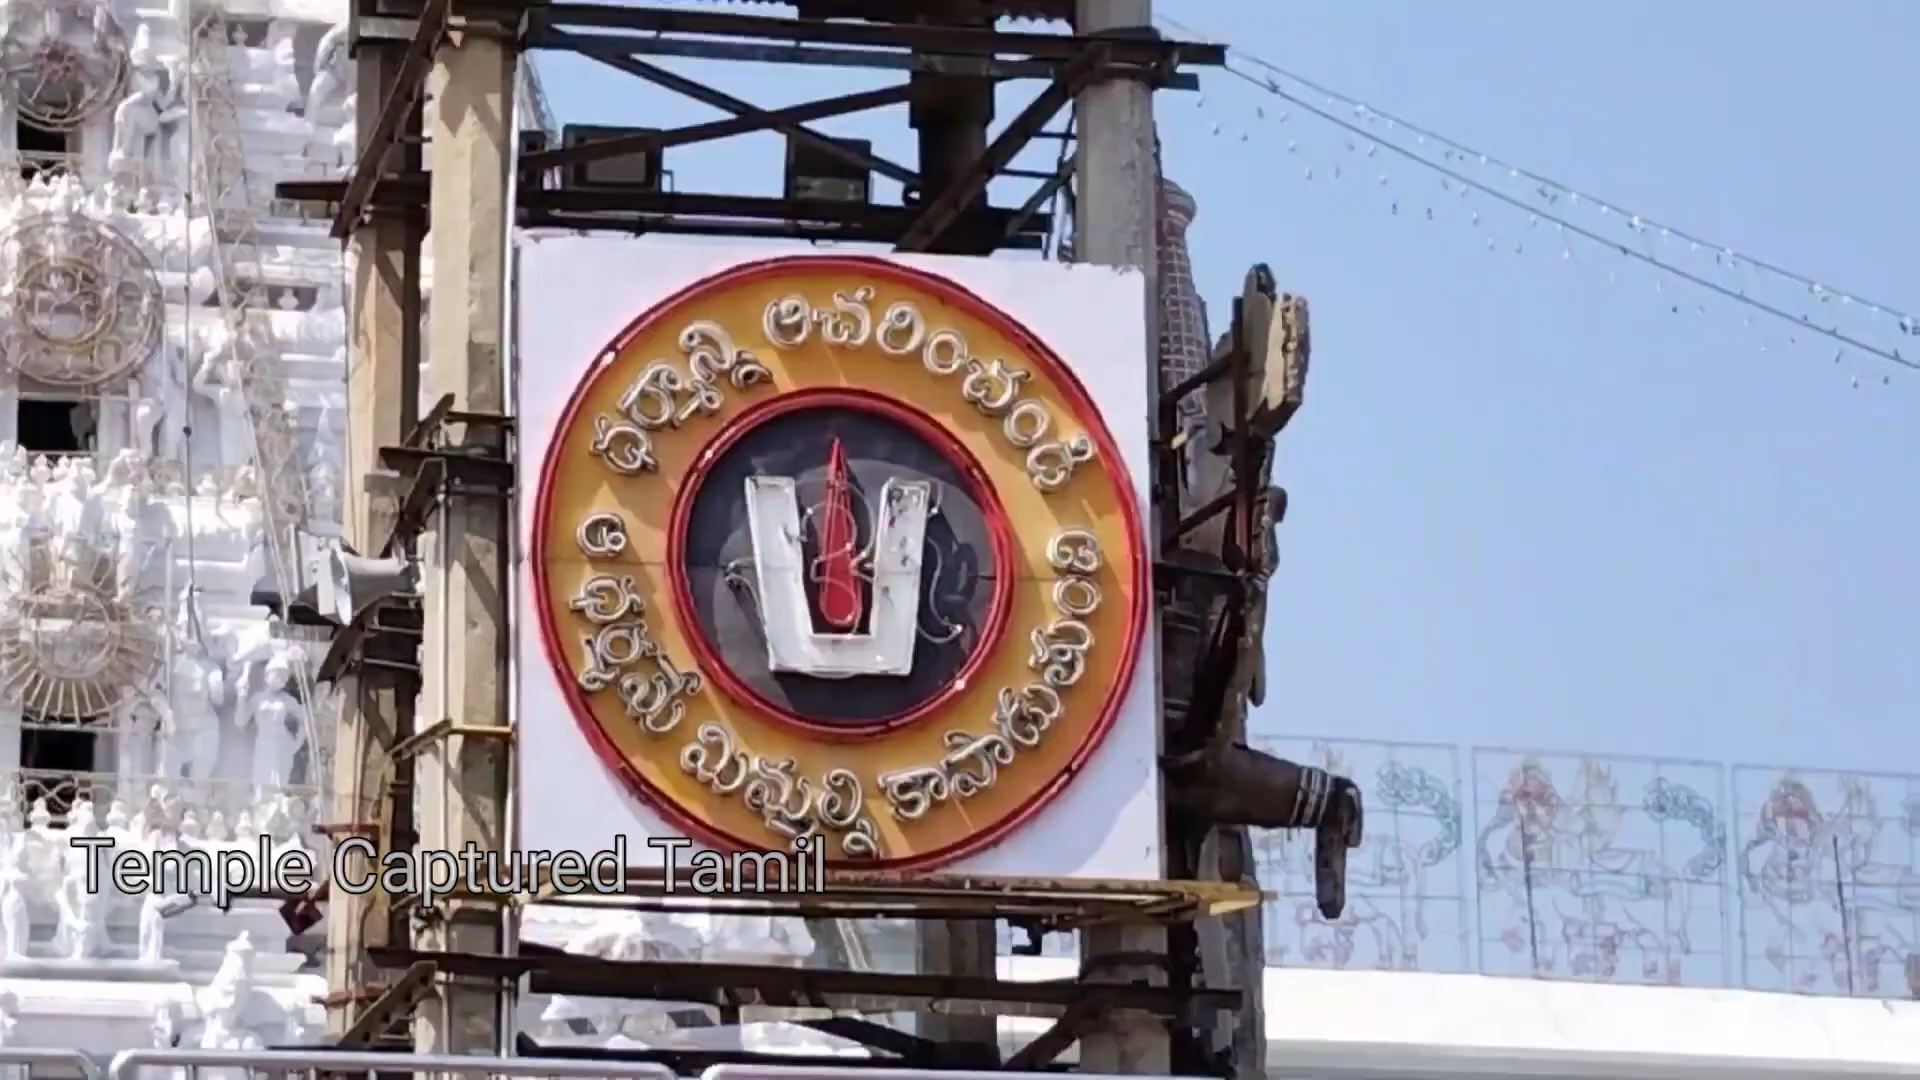 ధర్మాన్ని ఆచరించండి
ఆ ధర్మమే మిమ్మల్ని కాపాడుతుంది
Temple Captured Tamil